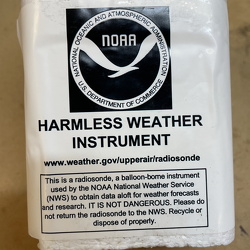 NATIONAL OCEANIC AND ATMOSPHERIC ADMINISTRATION
NOAA
U.S. DEPARTMENT OF COMMERCE
HARMLESS WEATHER
INSTRUMENT
www.weather.gov/upperair/radiosonde
This is a radiosonde, a balloon-borne instrument
used by the NOAA National Weather Service
(NWS) to obtain data aloft for weather forecasts
and research. IT IS NOT DANGEROUS. Please do
not return the radiosonde to the NWS. Recycle or
dispose of properly.